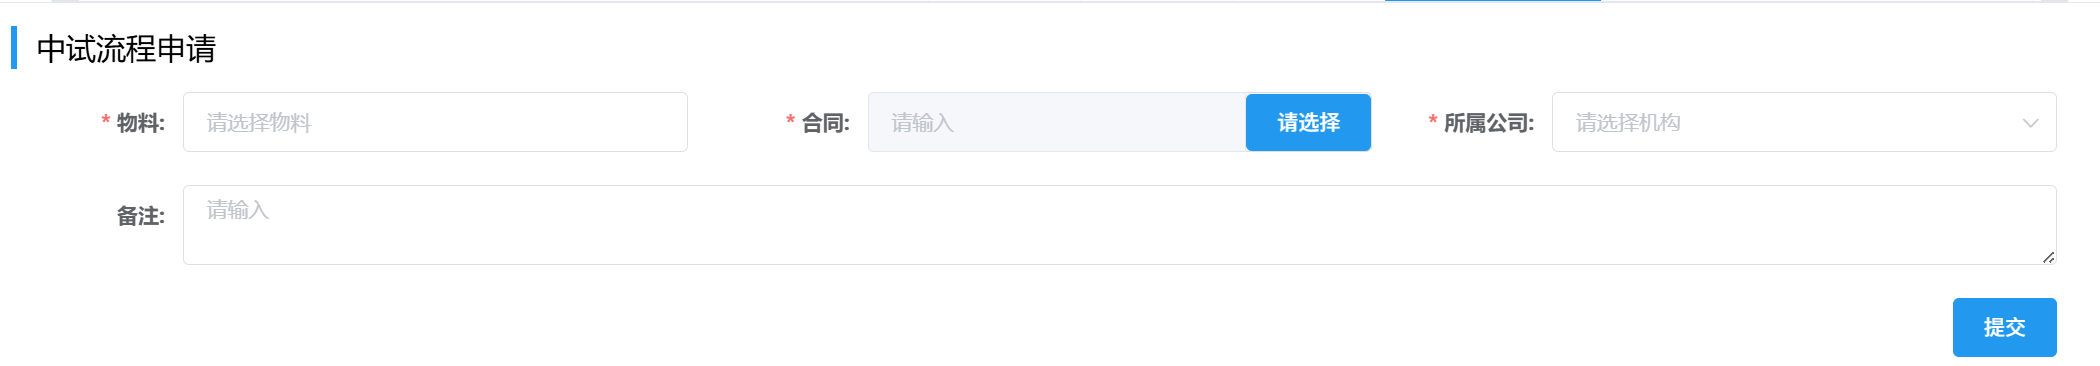 中试流程申请
* 物料: 请选择物料 * 合同: 请输入 请选择 * 所属公司: 请选择机构
备注: 请输入
提交